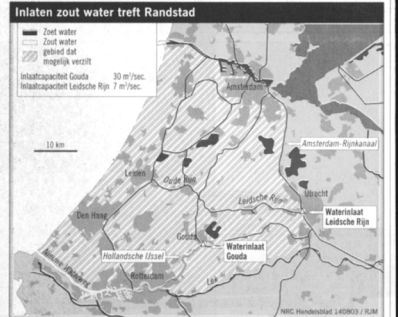 Inlaten zout water treft Randstad
Zoet water
Zout water
gebied dat
mogelijk verzilt
Inlaatcapaciteit Gouda 30 m³/sec.
Inlaatcapaciteit Leidsche Rijn 7 m³/sec.
Amsterdam
10 km
Amsterdam-Rijnkanaal
Leiden
Oude Rijn
Utrecht
Leidsche Rijn
Den Haag
Waterinlaat
Leidsche Rijn
Gouda
Waterinlaat
Gouda
Hollandsche IJssel
Nieuwe Waterweg
Rotterdam
Lek
NRC Handelsblad 140803 / RJM